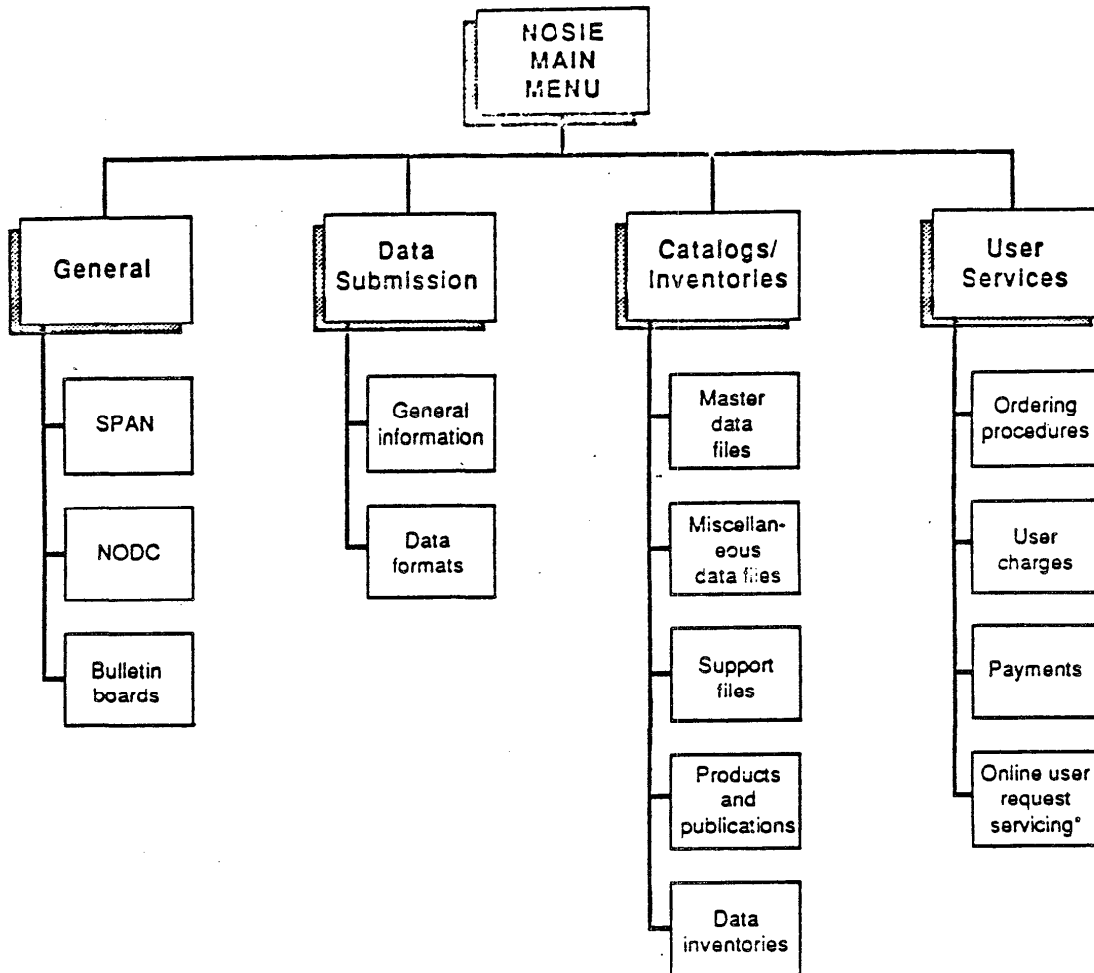 NOSIE
MAIN
MENU
General
Data
Submission
Catalogs/
Inventories
User
Services
SPAN
NODC
Bulletin
boards
General
information
Data
formats
Master
data
files
Miscellan-
eous
data files
Support
files
Products
and
publications
Data
inventories
Ordering
procedures
User
charges
Payments
Online user
request
servicing*